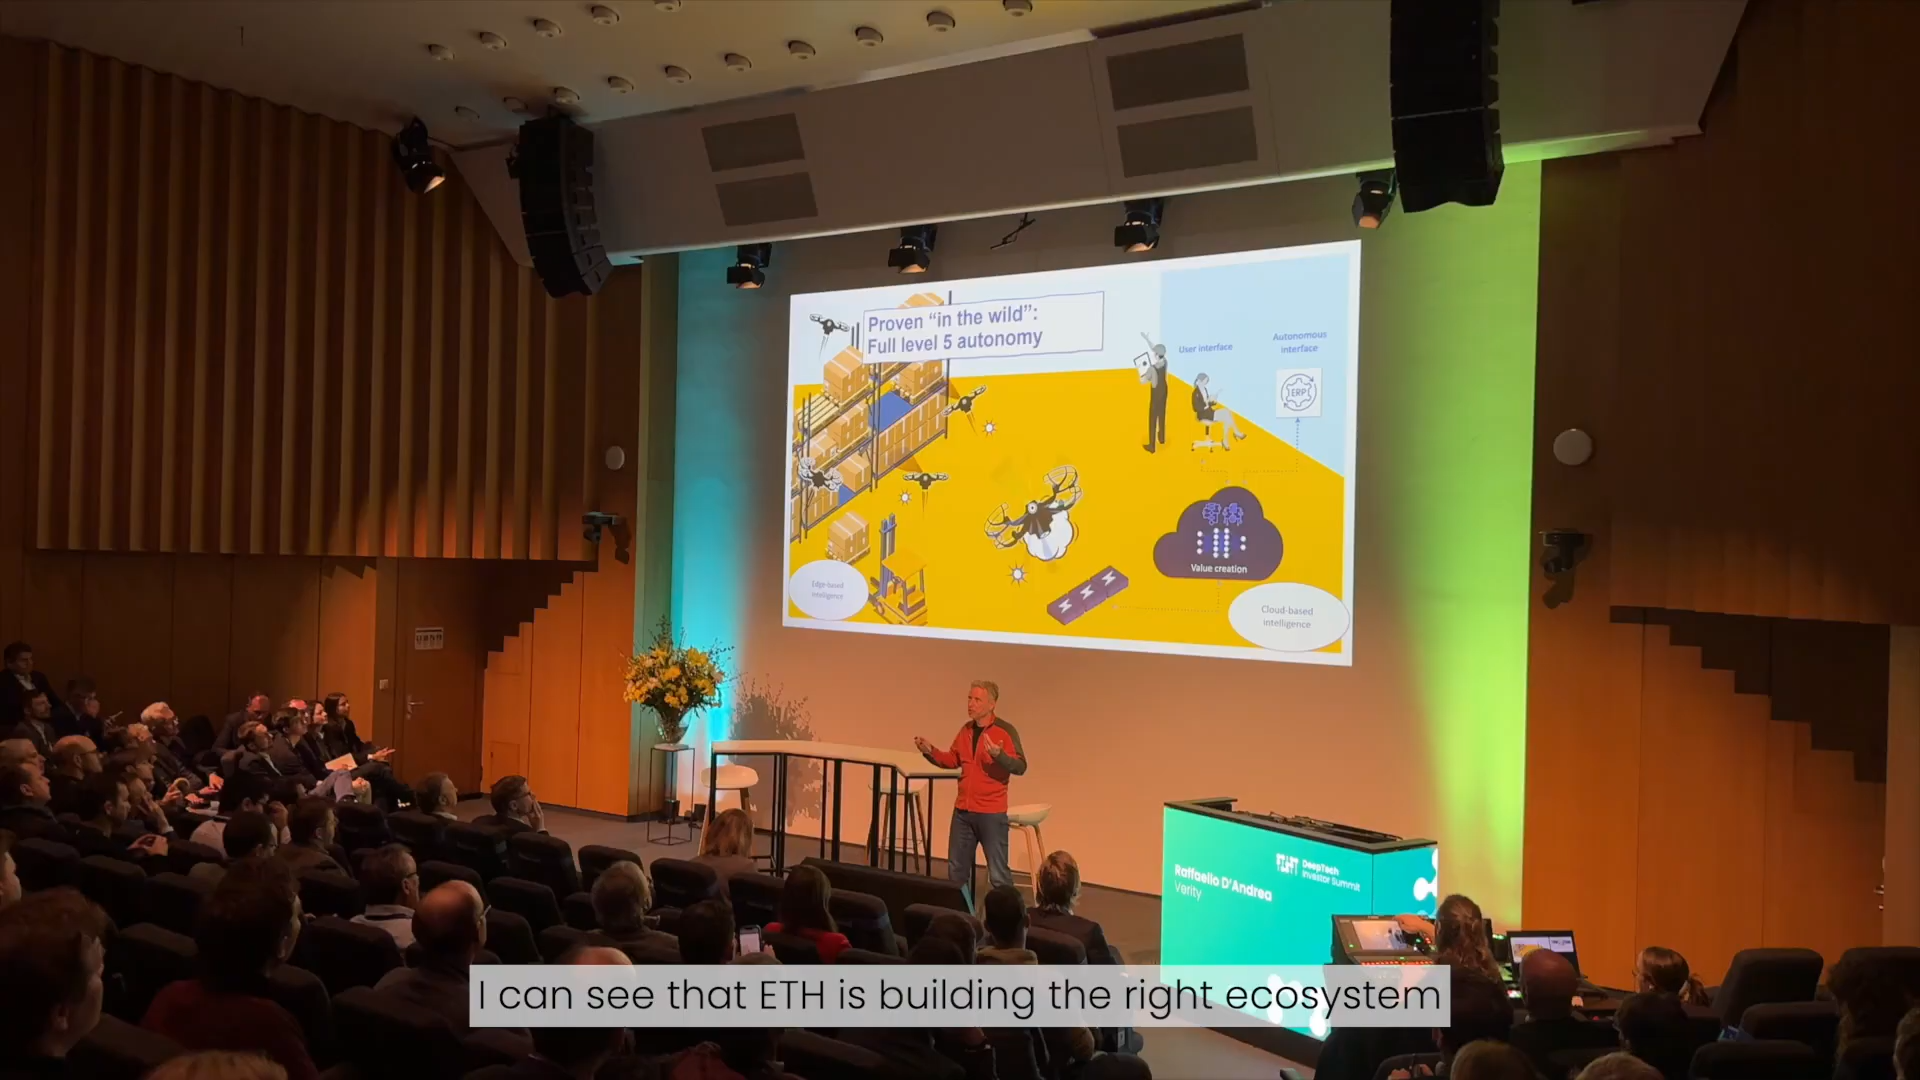 Proven “in the wild”:
Full level 5 autonomy
User interface
Autonomous
interface
ERP
Value creation
Edge-based
intelligence
Cloud-based
intelligence
Raffaello D’Andrea
Verity
DeepTech
Investor Summit
I can see that ETH is building the right ecosystem